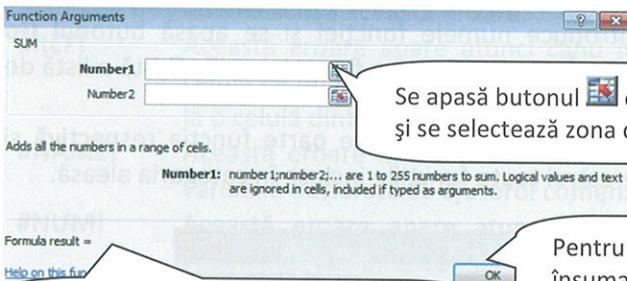 Function Arguments
SUM
Number1
Number2
Se apasă butonul
și se selectează zona
Adds all the numbers in a range of cells.
Number1: number1;number2;... are 1 to 255 numbers to sum. Logical values and text
are ignored in cells, included if typed as arguments.
Formula result =
Pentru
Help on this
OK
însuma